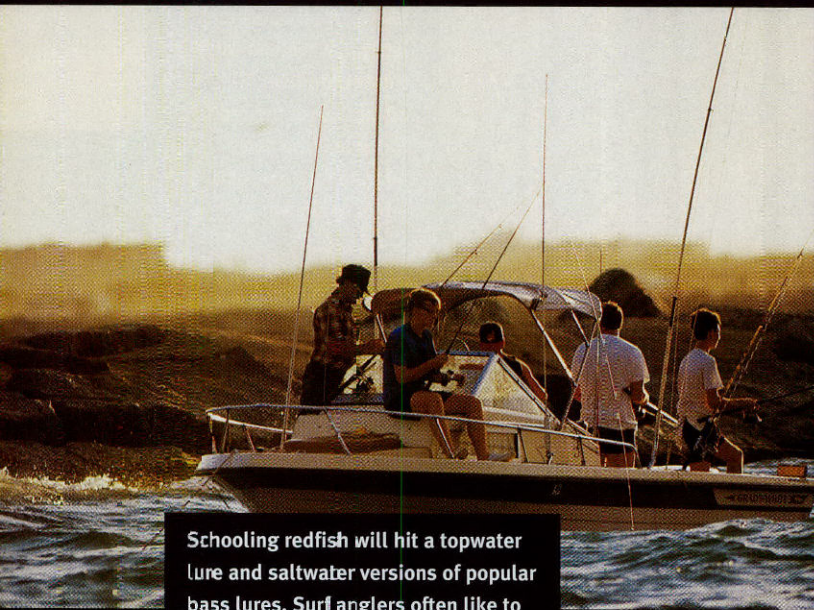 Schooling redfish will hit a topwater
lure and saltwater versions of popular
bass lures. Surf anglers often like to